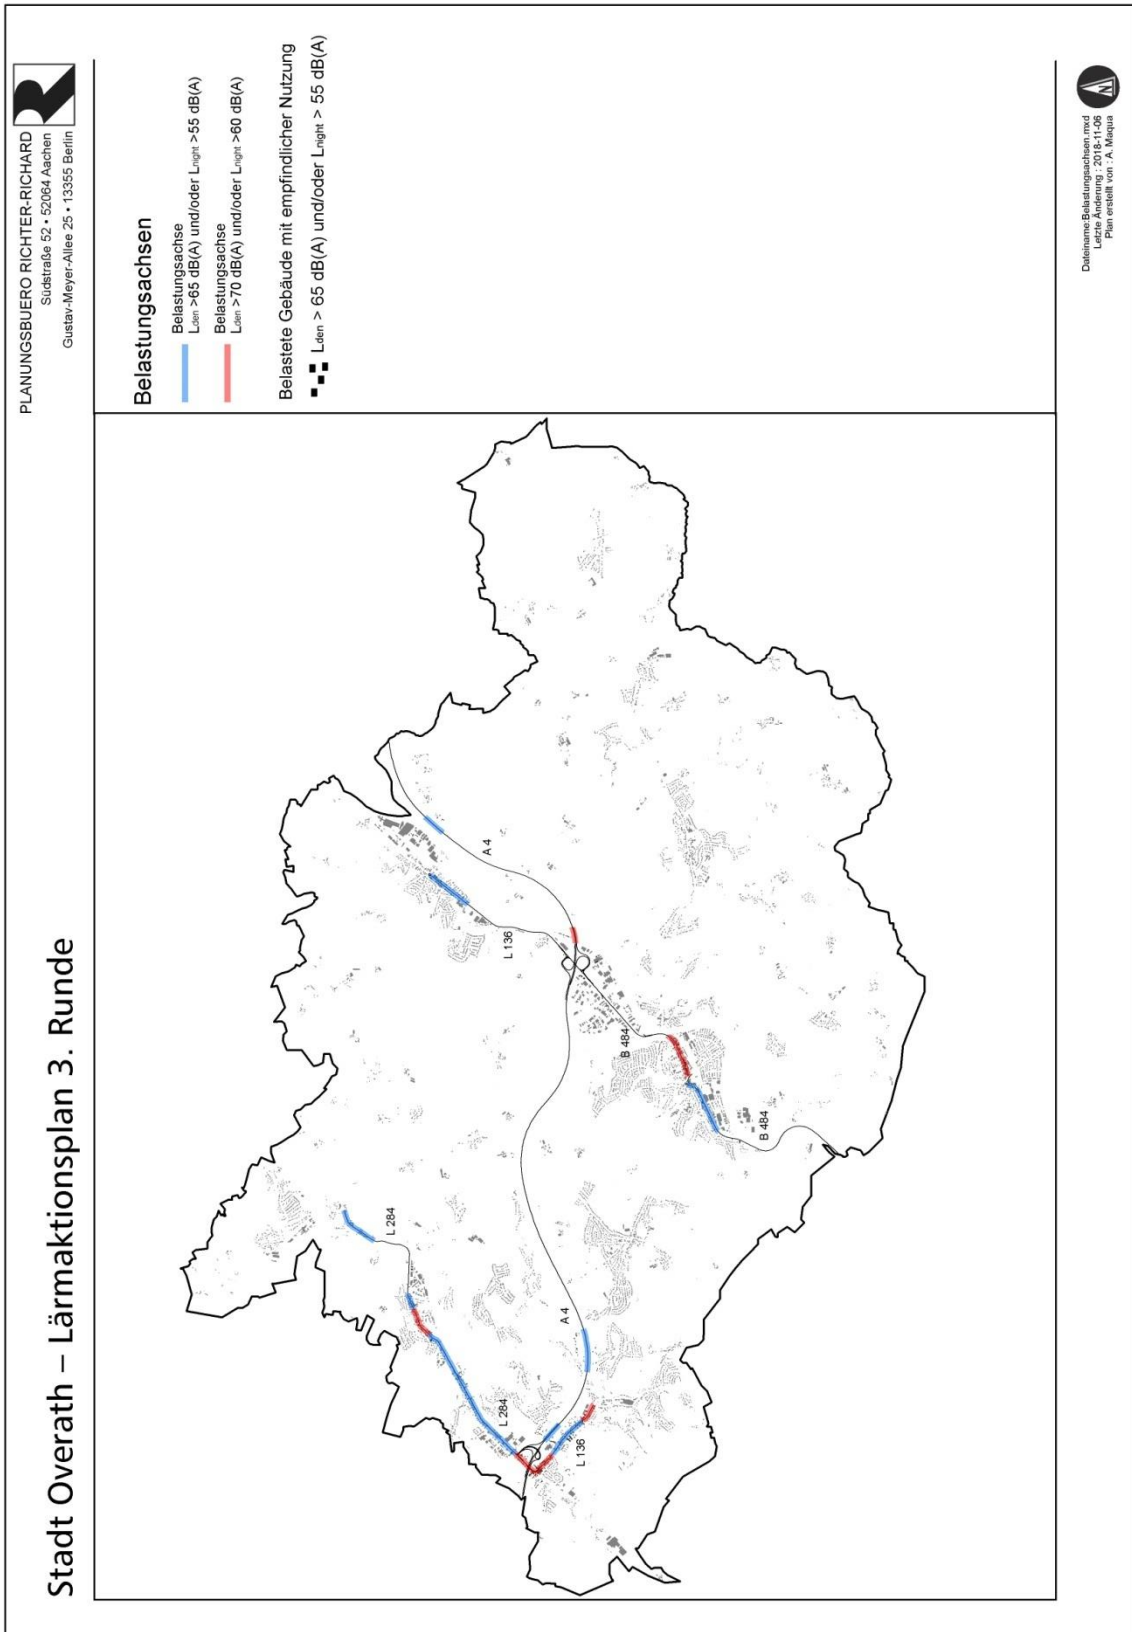 Stadt Overath – Lärmaktionsplan 3. Runde
PLANUNGSBUERO RICHTER-RICHARD
Südstraße 52 • 52064 Aachen
Gustav-Meyer-Allee 25 • 13355 Berlin
R
L 284
L 284
L 136
A 4
L 136
A 4
B 484
B 484
Belastungsachsen
Belastungsachse
Lden >65 dB(A) und/oder Lnight >55 dB(A)
Belastungsachse
Lden >70 dB(A) und/oder Lnight >60 dB(A)
Belastete Gebäude mit empfindlicher Nutzung
Lden > 65 dB(A) und/oder Lnight > 55 dB(A)
N
Dateiname:Belastungsachsen.mxd
Letzte Änderung : 2018-11-06
Plan erstellt von : A. Maqua